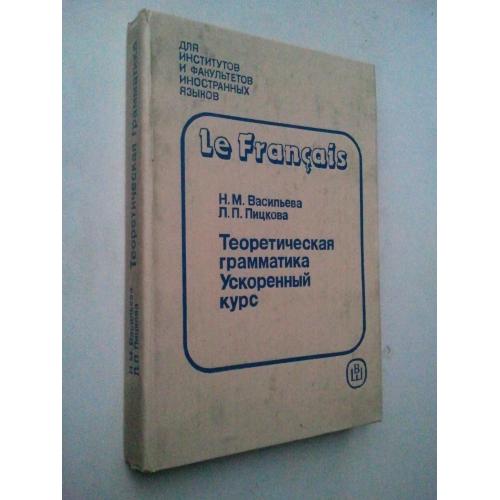 ДЛЯ
ИНСТИТУТОВ
И ФАКУЛЬТЕТОВ
ИНОСТРАННЫХ
ЯЗЫКОВ
Le Français
Н.М. Васильева
Л.П. Пицкова
Теоретическая
грамматика
Ускоренный
курс
Н.М. Васильева
Л.П. Пицкова
Теоретическая грамматика